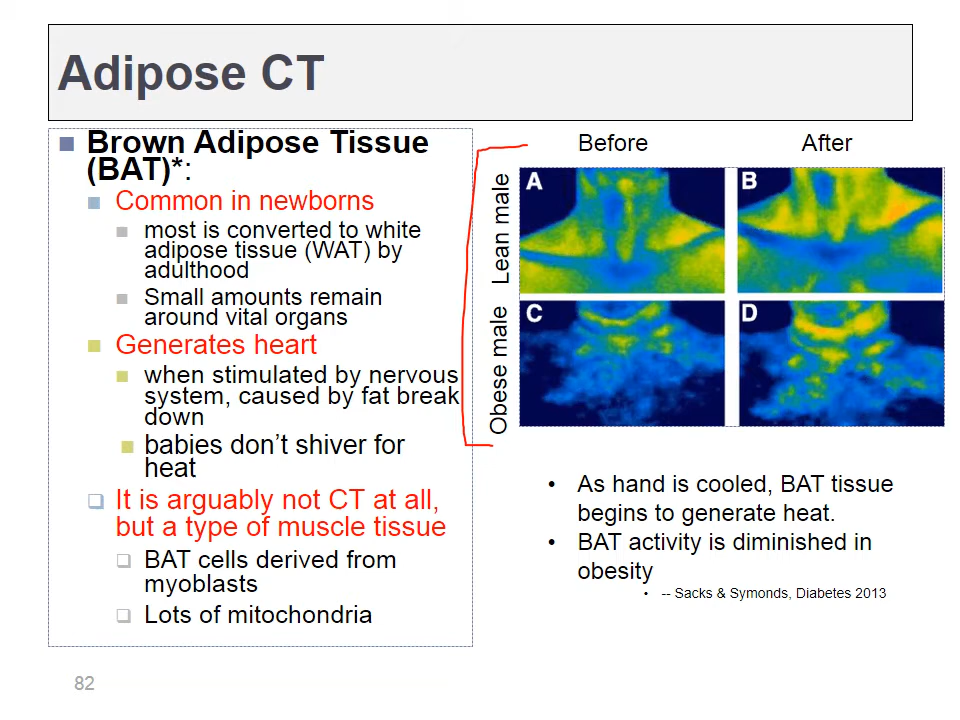 Adipose CT
Brown Adipose Tissue
(BAT)*:
Common in newborns
most is converted to white
adipose tissue (WAT) by
adulthood
Small amounts remain
around vital organs
Generates heart
when stimulated by nervous
system, caused by fat break
down
babies don’t shiver for
heat
It is arguably not CT at all,
but a type of muscle tissue
BAT cells derived from
myoblasts
Lots of mitochondria
Before
After
Lean male
A
B
Obese male
C
D
• As hand is cooled, BAT tissue
begins to generate heat.
• BAT activity is diminished in
obesity
• -- Sacks & Symonds, Diabetes 2013
82